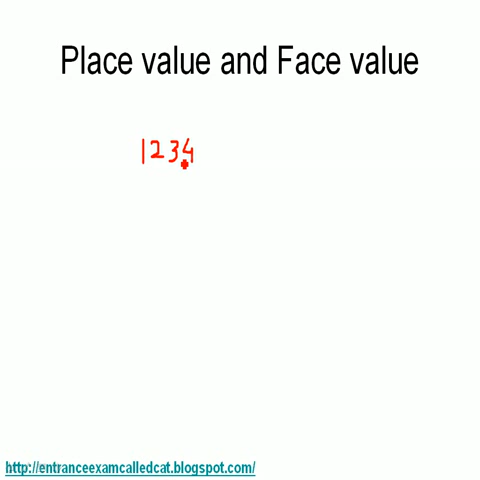 Place value and Face value
1234
http://entranceexamcalledcat.blogspot.com/